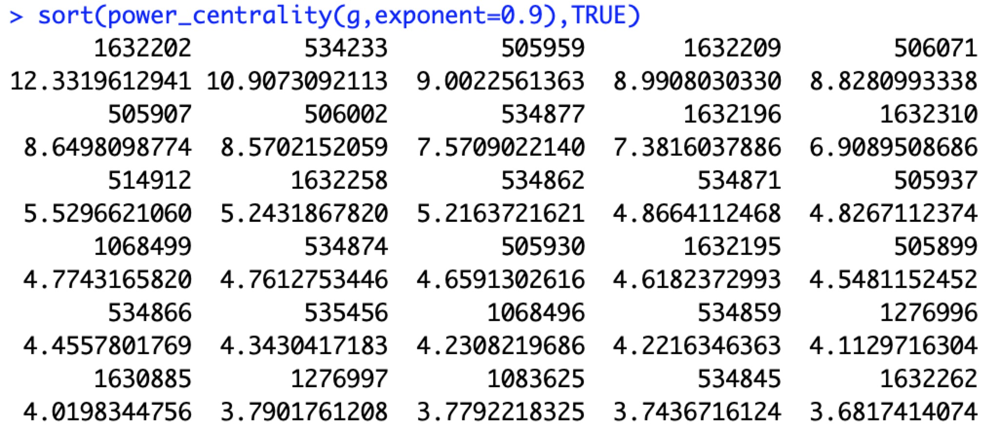 > sort(power_centrality(g,exponent=0.9),TRUE)
1632202 534233 505959 1632209 506071
12.3319612941 10.9073092113 9.0022561363 8.9908030330 8.8280993338
505907 506002 534877 1632196 1632310
8.6498098774 8.5702152059 7.5709022140 7.3816037886 6.9089508686
514912 1632258 534862 534871 505937
5.5296621060 5.2431867820 5.2163721621 4.8664112468 4.8267112374
1068499 534874 505930 1632195 505899
4.7743165820 4.7612753446 4.6591302616 4.6182372993 4.5481152452
534866 535456 1068496 534859 1276996
4.4557801769 4.3430417183 4.2308219686 4.2216346363 4.1129716304
1630885 1276997 1083625 534845 1632262
4.0198344756 3.7901761208 3.7792218325 3.7436716124 3.6817414074